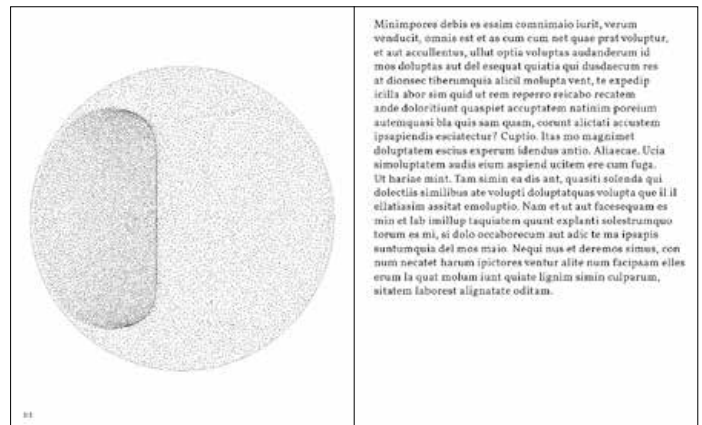 Minimpores debis es essim comnimaio iurit, verum
venducit, omnis est et as cum cum net quae prat voluptur,
et aut accullentus, ullut optia voluptas audanderum id
mos doluptas aut del esequat quiatia qui dusdaecum res
at dionsec tiberumquia alicil molupta vent, te expedip
icilla abor sim quid ut rem reperro reicabo recatem
ande doloritiunt quaspiet accuptatem natinim poreium
autemquasi bla quis sam quam, corunt alictati accustem
ipsapiendis esciatectur? Cuptio. Itas mo magnimet
doluptatem escius experum idendus antio. Aliaecae. Ucia
simoluptatem audis eium aspiend ucitem ere cum fuga.
Ut hariae mint. Tam simin ea dis ant, quasiti solenda qui
dolectiis similibus ate volupti doluptatquas volupta que il il
ellatiasim assitat emoluptio. Nam et ut aut facesequam es
min et lab imillup taquiatem quunt explanti solestrumquo
torum es mi, si dolo occaborecum aut adic te ma ipsapis
suntumquia del mos maio. Nequi nus et deremos simus, con
num necatet harum ipictores ventur alite num facipsam elles
erum la quat molum iunt quiate lignim simin culparum,
sitatem laborest alignatate oditam.